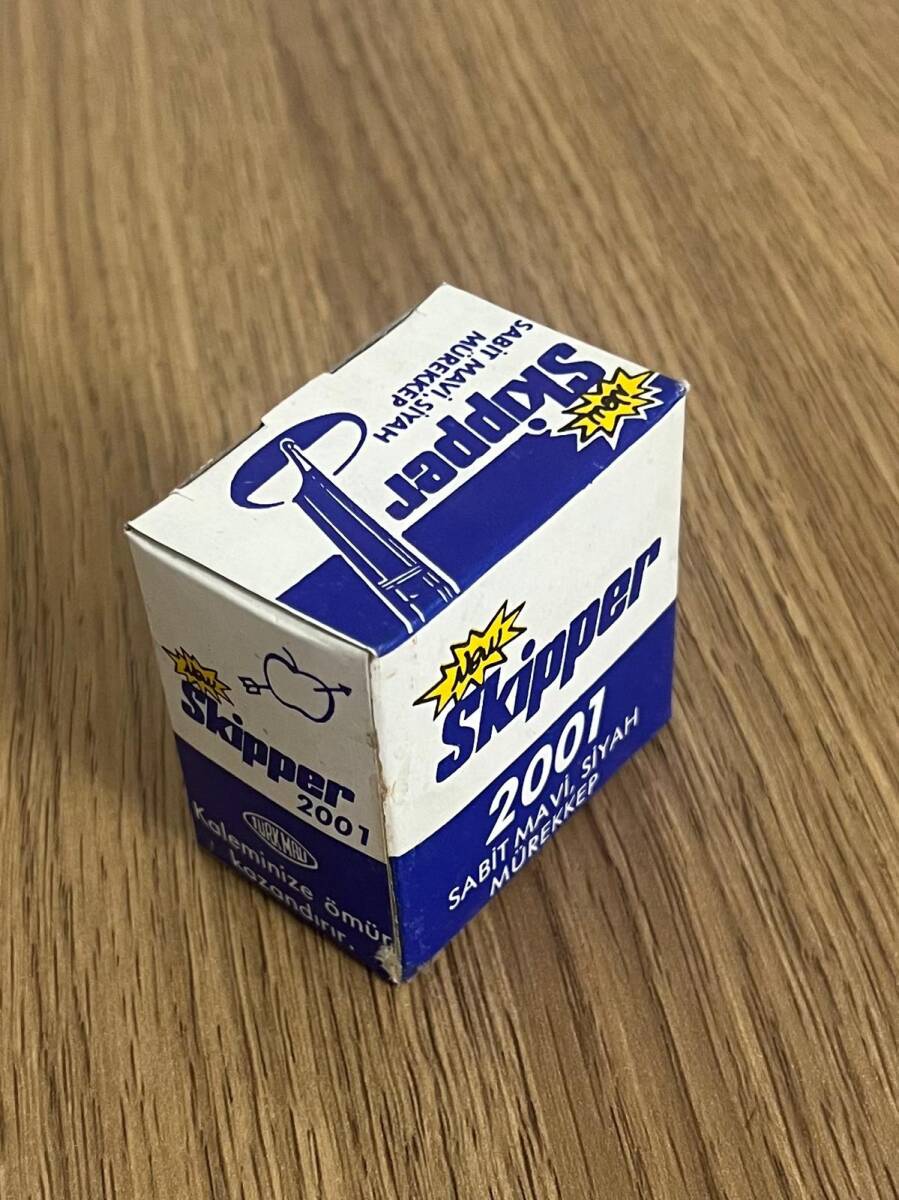 SABİT MAVİ, SİYAH
MÜREKKEP
Skipper
New
New
Skipper
2001
SABİT MAVİ, SİYAH
MÜREKKEP
New
Skipper
2001
TÜRKMALI
Kaleminize ömür
kazandırır.